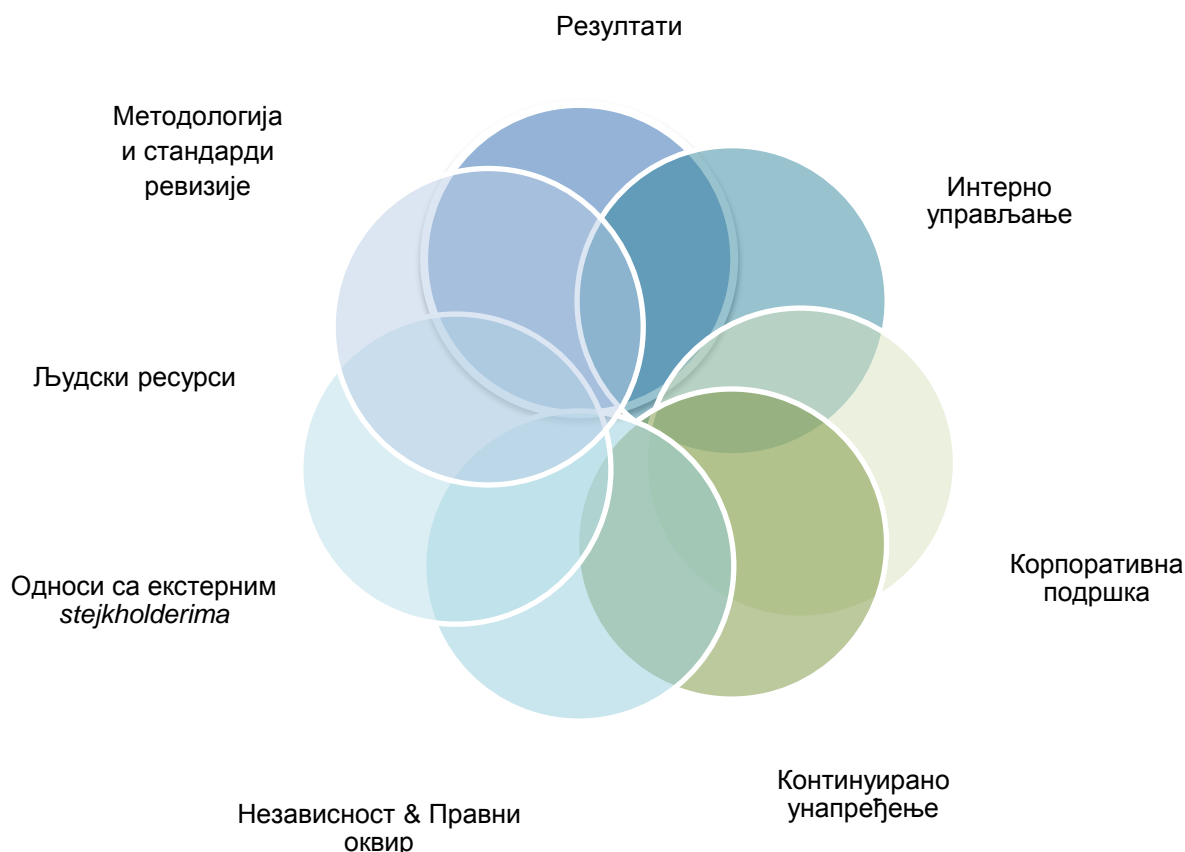 Резултати
Методологија
и стандарди
ревизије
Интерно
управљање
Људски ресурси
Корпоративна
подршка
Односи са екстерним
stejkholderima
Континуирано
унапређење
Независност & Правни
оквир